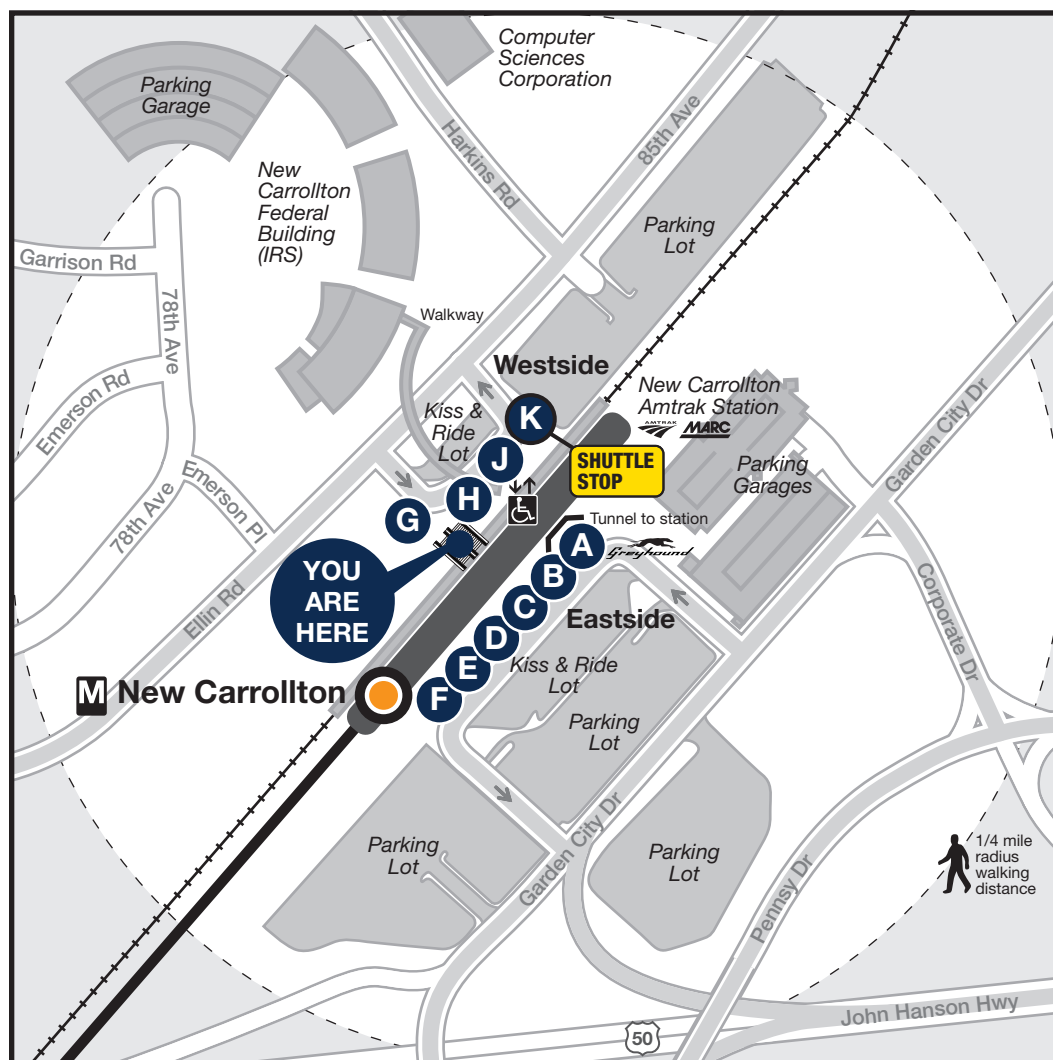 Computer
Sciences
Corporation
Parking
Garage
Harkins Rd
85th Ave
New
Carrollton
Federal
Building
(IRS)
Parking
Lot
Garrison Rd
78th Ave
Walkway
Westside
New Carrollton
Amtrak Station
AMTRAK
MARC
Garden City Dr
Emerson Rd
Kiss &
Ride
Lot
K
J
SHUTTLE
STOP
Parking
Garages
78th Ave
Emerson Pl
H
G
Tunnel to station
Greyhound
A
B
C
D
E
F
YOU
ARE
HERE
Ellin Rd
Eastside
Corporate Dr
Kiss & Ride
Lot
M New Carrollton
Parking
Lot
Parking
Lot
Garden City Dr
Parking
Lot
Pennsy Dr
1/4 mile
radius
walking
distance
John Hanson Hwy
50